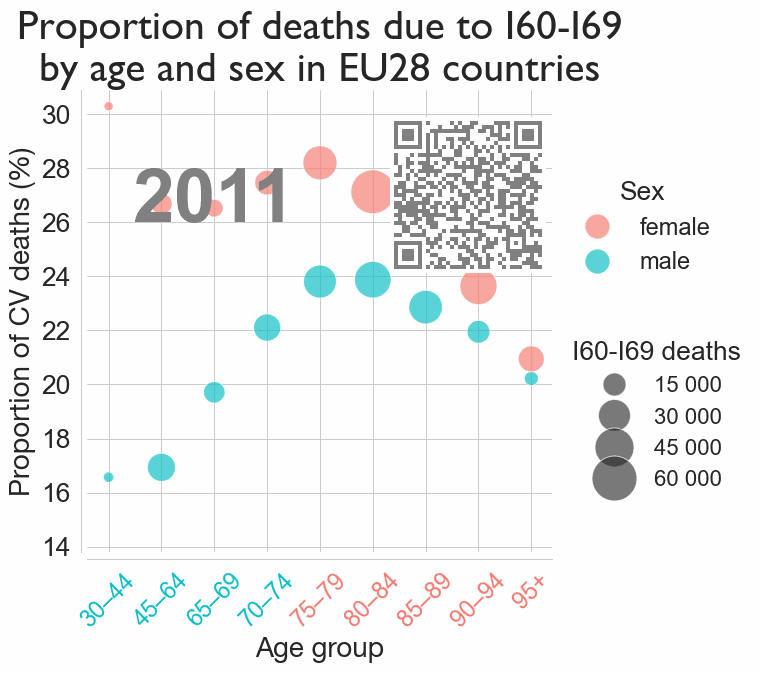 Proportion of deaths due to I60-I69
by age and sex in EU28 countries
Proportion of CV deaths (%)
30
28
26
24
22
20
18
16
14
2011
30–44
45–64
65–69
70–74
75–79
80–84
85–89
90–94
95+
Age group
Sex
female
male
I60-I69 deaths
15 000
30 000
45 000
60 000